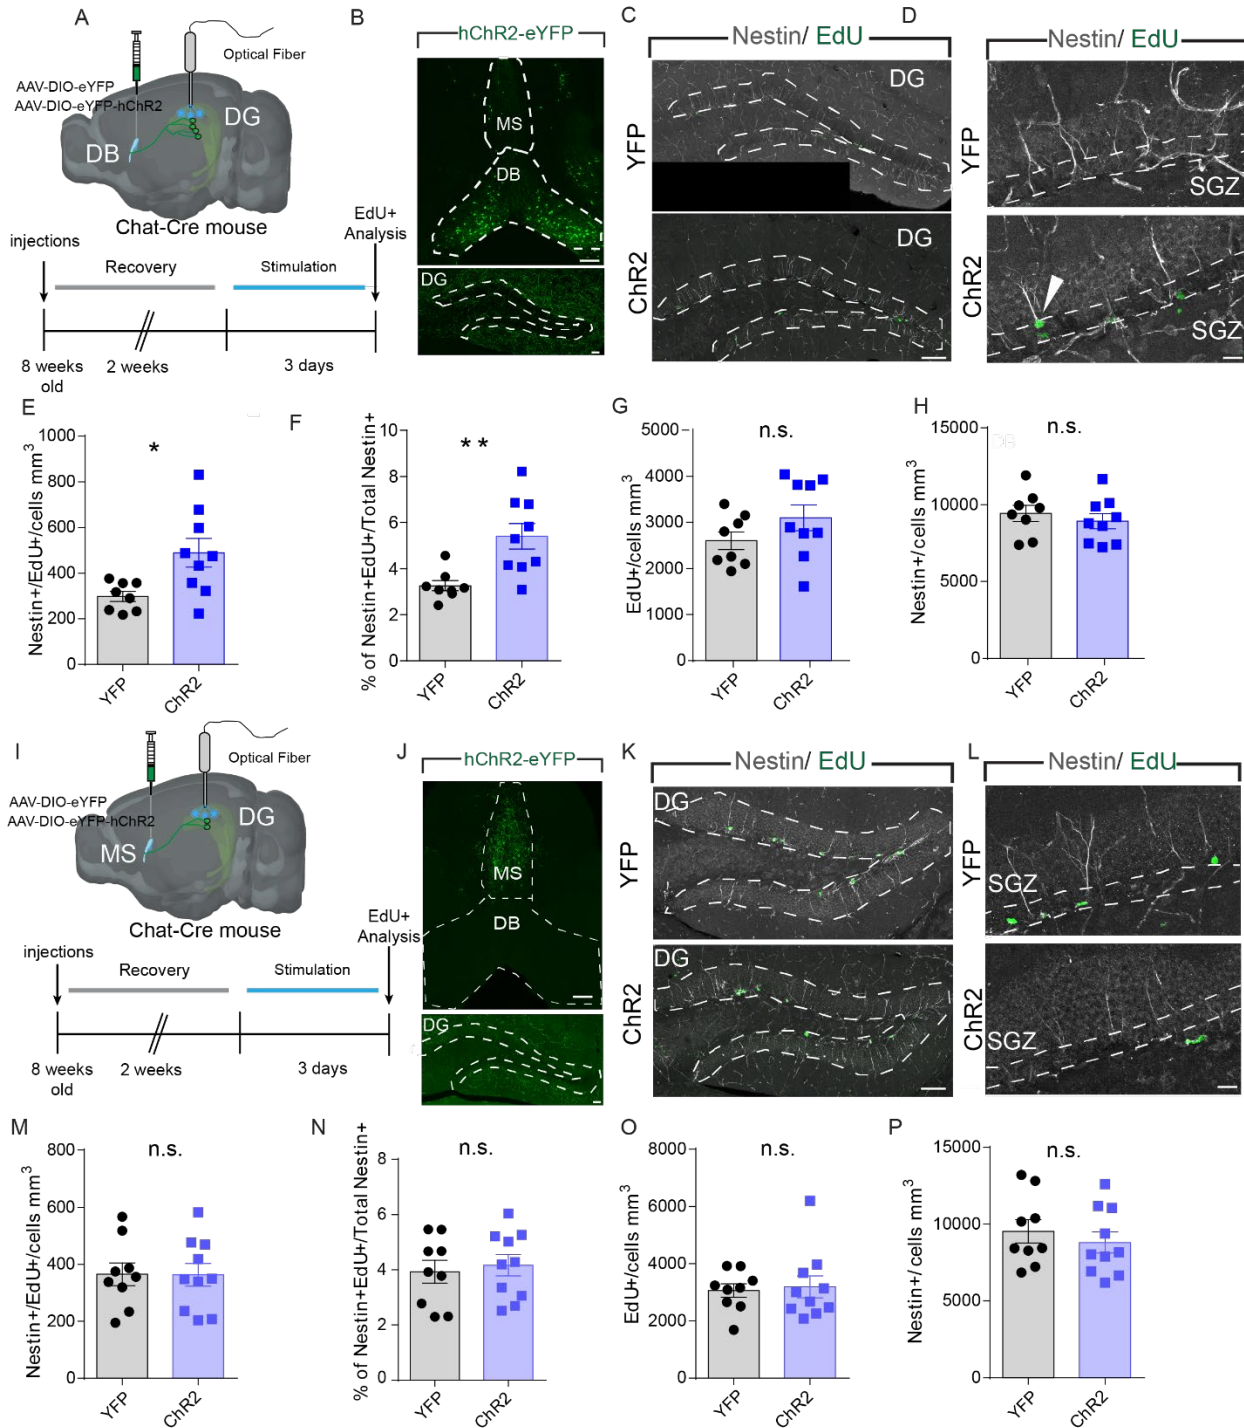 A
Optical Fiber
AAV-DIO-eYFP
AAV-DIO-eYFP-hChR2
DG
DB
Chat-Cre mouse
injections
Recovery
Stimulation
EdU+
Analysis
8 weeks
old
2 weeks
3 days
B
hChR2-eYFP
MS
DB
DG
C
Nestin/ EdU
YFP
DG
ChR2
DG
D
Nestin/ EdU
YFP
SGZ
ChR2
SGZ
E
Nestin+/EdU+/cells mm³
1000
800
600
400
200
0
*
YFP
ChR2
F
% of Nestin+EdU+/Total Nestin+
10
8
6
4
2
0
**
YFP
ChR2
G
EdU+/cells mm³
5000
4000
3000
2000
1000
0
n.s.
YFP
ChR2
H
Nestin+/cells mm³
15000
10000
5000
0
n.s.
YFP
ChR2
I
Optical Fiber
AAV-DIO-eYFP
AAV-DIO-eYFP-hChR2
DG
MS
Chat-Cre mouse
injections
Recovery
Stimulation
EdU+
Analysis
8 weeks
old
2 weeks
3 days
J
hChR2-eYFP
MS
DB
DG
K
Nestin/ EdU
YFP
DG
ChR2
DG
L
Nestin/ EdU
YFP
SGZ
ChR2
SGZ
M
Nestin+/EdU+/cells mm³
800
600
400
200
0
n.s.
YFP
ChR2
N
% of Nestin+EdU+/Total Nestin+
8
6
4
2
0
n.s.
YFP
ChR2
O
EdU+/cells mm³
8000
6000
4000
2000
0
n.s.
YFP
ChR2
P
Nestin+/ cells mm³
15000
10000
5000
0
n.s.
YFP
ChR2